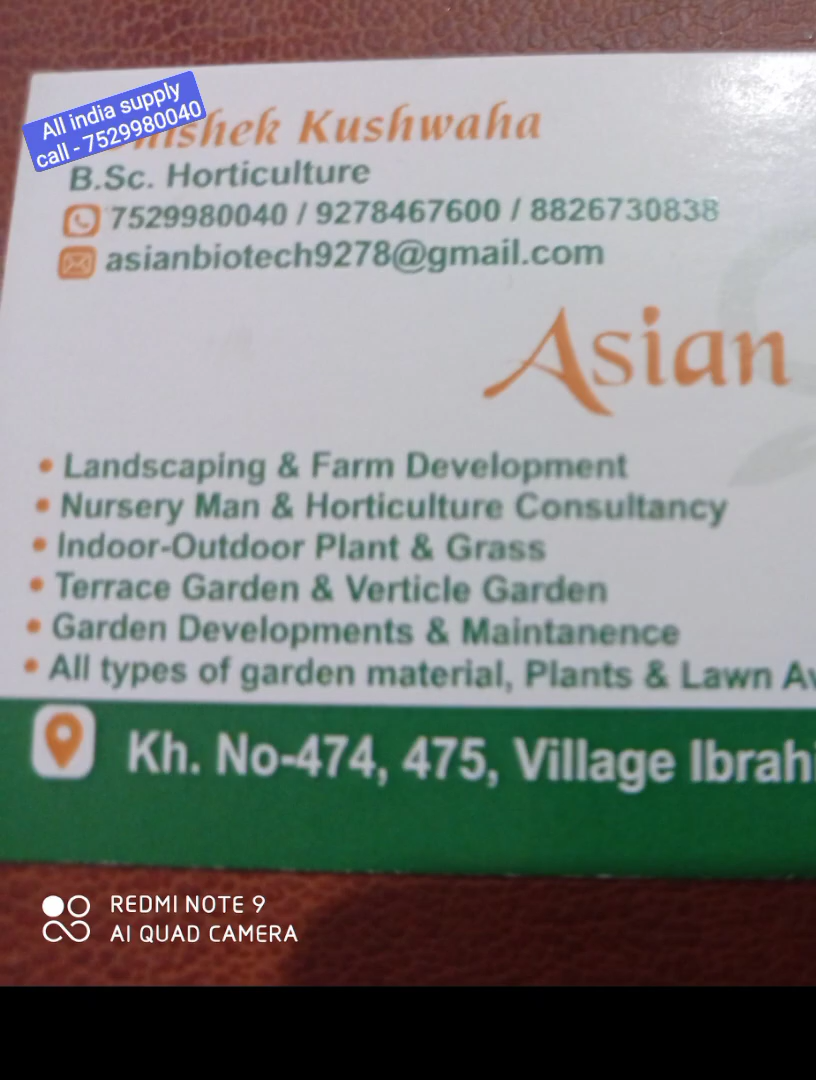 All india supply
call - 7529980040
Kushwaha
B.Sc. Horticulture
7529980040 / 9278467600 / 8826730838
asianbiotech9278@gmail.com
Asian
• Landscaping & Farm Development
• Nursery Man & Horticulture Consultancy
• Indoor-Outdoor Plant & Grass
• Terrace Garden & Verticle Garden
• Garden Developments & Maintanence
• All types of garden material, Plants & Lawn
Kh. No-474, 475, Village
REDMI NOTE 9
AI QUAD CAMERA